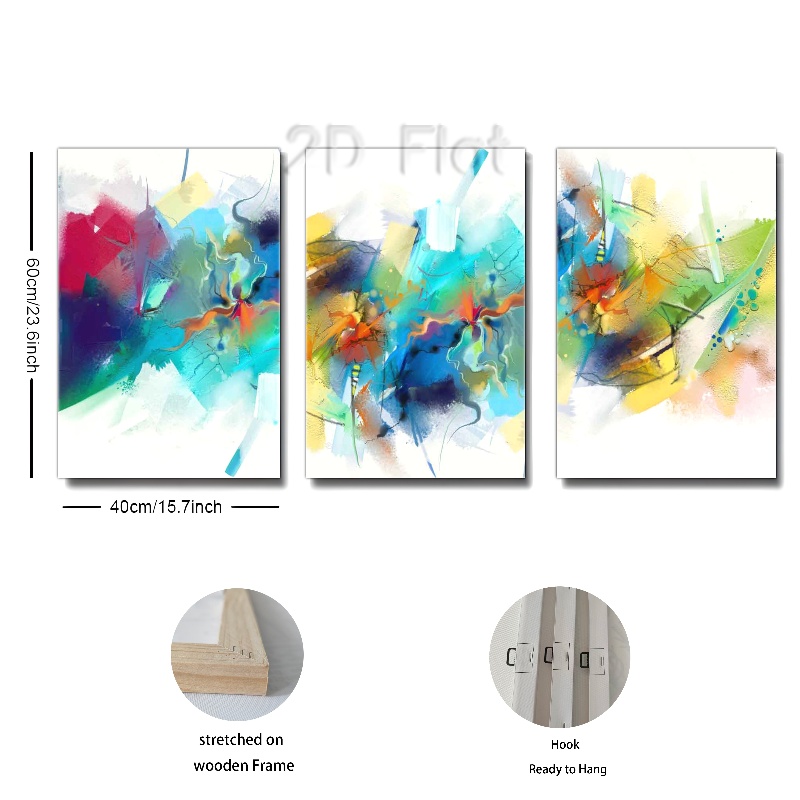 2D Flat
60cm/23.6inch
40cm/15.7inch
stretched on
wooden Frame
Hook
Ready to Hang